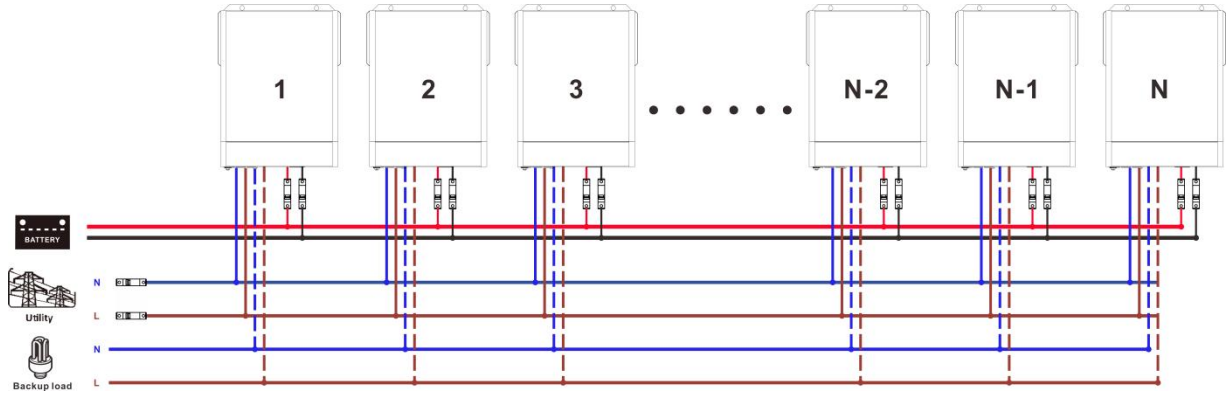 1 2 3 N-2 N-1 N
BATTERY
N
Utility
L
N
Backup load
L